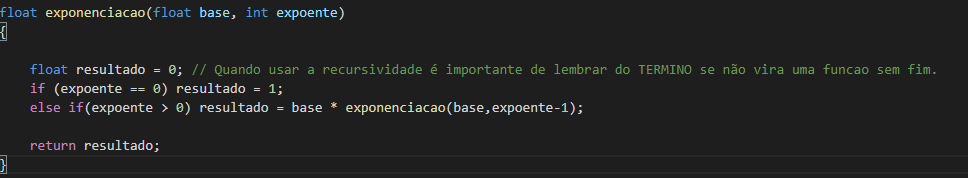 float exponenciacao(float base, int expoente)
{
float resultado = 0; // Quando usar a recursividade é importante de lembrar do TERMINO se não vira uma funcao sem fim.
if (expoente == 0) resultado = 1;
else if(expoente > 0) resultado = base * exponenciacao(base,expoente-1);
return resultado;
}